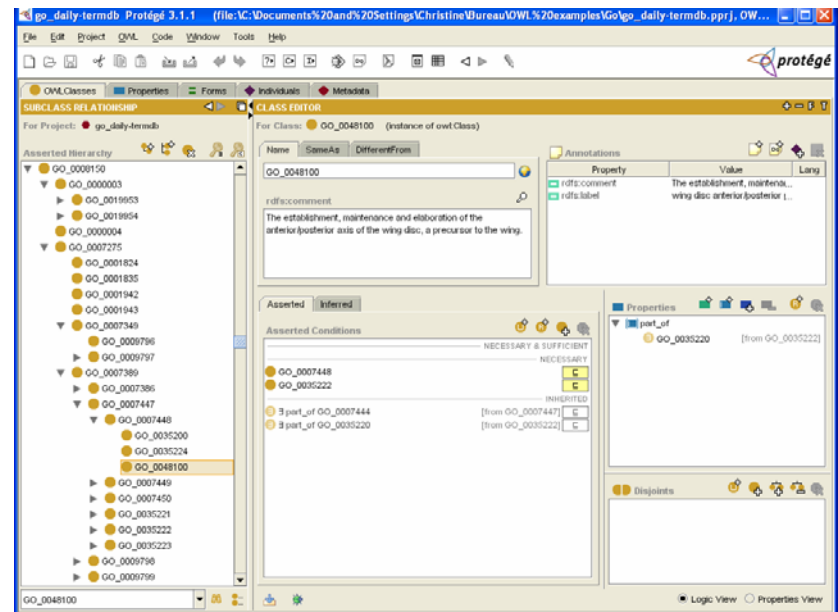 go_daily-termdb Protégé 3.1.1 (file:\C:\Documents%20and%20Settings\Christine\Bureau\OWL%20examples\Go\go_daily-termdb.pprj, OW...
File Edit Project OWL Code Window Tools Help
protégé
OWLClasses Properties Forms Individuals Metadata
SUBCLASS RELATIONSHIP
For Project: go_daily-termdb
Asserted Hierarchy
GO_0008150
GO_0000003
GO_0019953
GO_0019954
GO_0000004
GO_0007275
GO_0001824
GO_0001835
GO_0001942
GO_0001943
GO_0007349
GO_0009796
GO_0009797
GO_0007389
GO_0007386
GO_0007447
GO_0007448
GO_0035200
GO_0035224
GO_0048100
GO_0007449
GO_0007450
GO_0035221
GO_0035222
GO_0035223
GO_0009798
GO_0009799
GO_0048100
CLASS EDITOR
For Class: GO_0048100 (instance of owl:Class)
Name SameAs DifferentFrom
GO_0048100
rdfs:comment
The establishment, maintenance and elaboration of the
anterior/posterior axis of the wing disc, a precursor to the wing.
Annotations
Property Value Lang
rdfs:comment The establishment, maintenanc...
rdfs:label wing disc anterior/posterior p...
Asserted Inferred
Asserted Conditions
NECESSARY & SUFFICIENT
NECESSARY
GO_0007448 ⊑
GO_0035222 ⊑
INHERITED
∃ part_of GO_0007444 [from GO_0007447] ⊑
∃ part_of GO_0035220 [from GO_0035222] ⊑
Properties
part_of
GO_0035220 [from GO_0035222]
Disjoints
Logic View Properties View